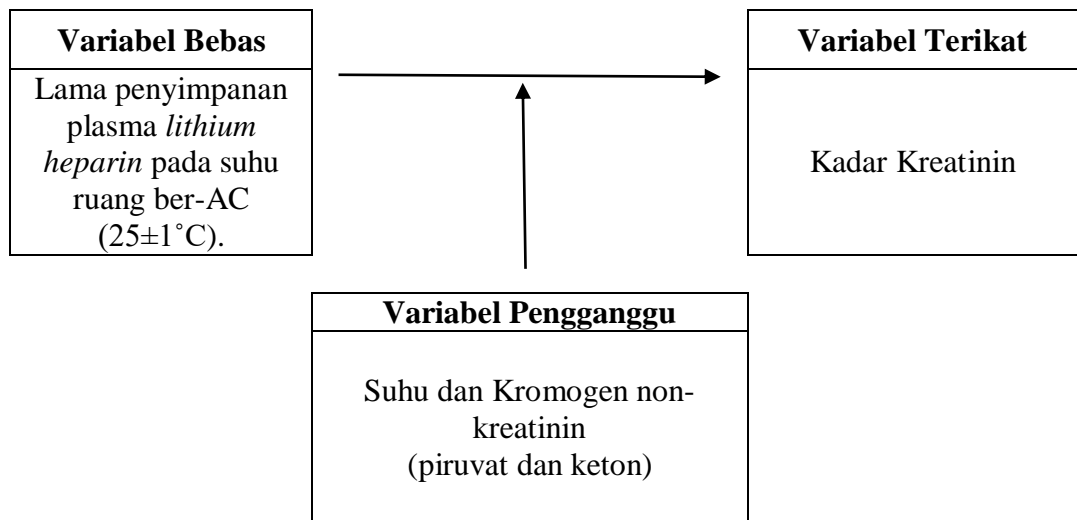 Variabel Bebas
Lama penyimpanan
plasma lithium
heparin pada suhu
ruang ber-AC
(25±1˚C).
Variabel Terikat
Kadar Kreatinin
Variabel Pengganggu
Suhu dan Kromogen non-
kreatinin
(piruvat dan keton)